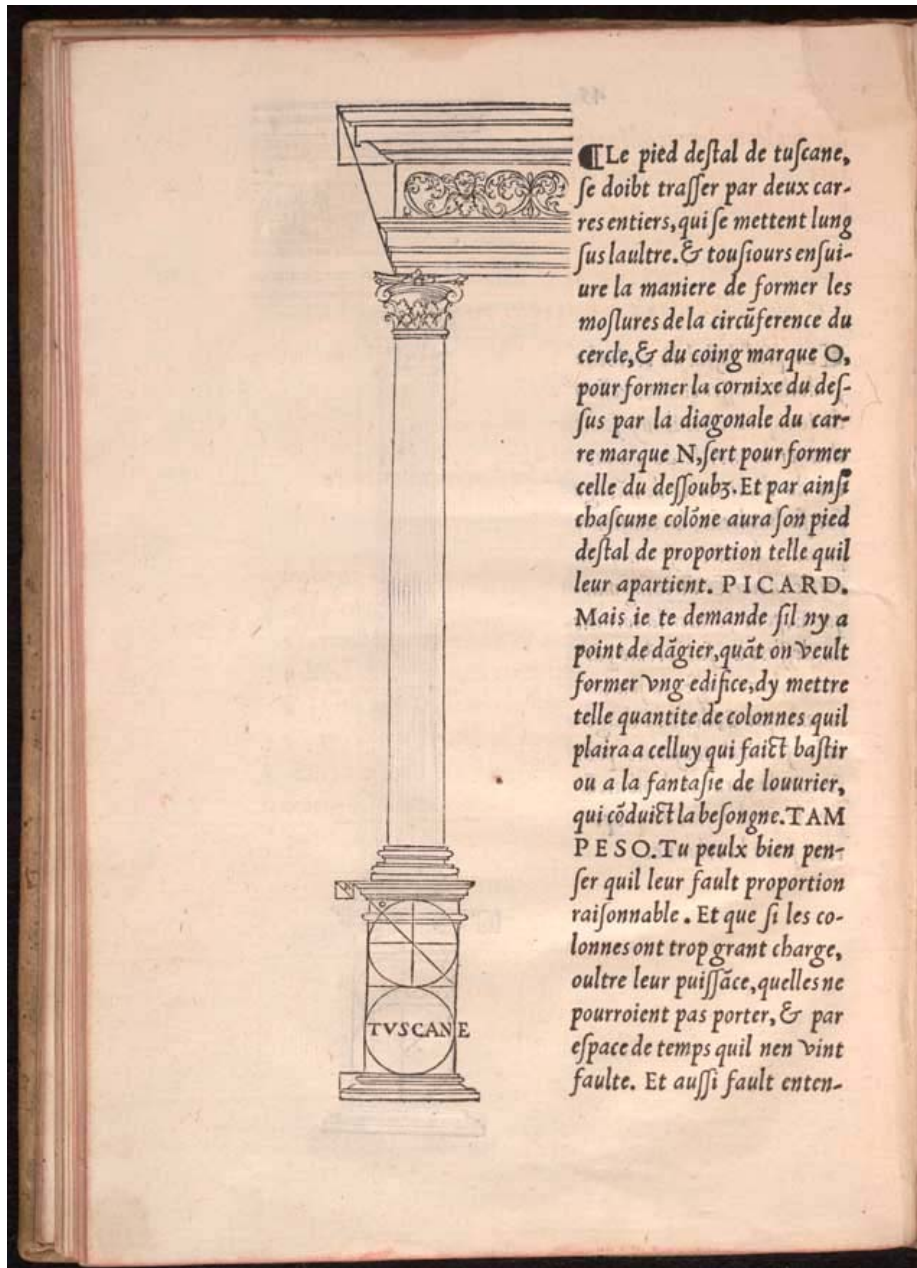 ¶Le pied deſtal de tuſcane,
ſe doibt traſſer par deux car-
res entiers, qui ſe mettent lung
ſus laultre. & touſiours enſui-
ure la maniere de former les
moſlures de la circūference du
cercle, & du coing marque O,
pour former la cornixe du deſ-
ſus par la diagonale du car-
re marque N, ſert pour former
celle du deſſoubz. Et par ainſi
chaſcune colōne aura ſon pied
deſtal de proportion telle quil
leur apartient. PICARD.
Mais ie te demande ſil ny a
point de dāgier, quāt on veult
former vng edifice, dy mettre
telle quantite de colonnes quil
plaira a celluy qui faict baſtir
ou a la fantaſie de louurier,
qui cōduict la beſongne. TAM
PESO. Tu peulx bien pen-
ſer quil leur fault proportion
raiſonnable. Et que ſi les co-
lonnes ont trop grant charge,
oultre leur puiſſāce, quelles ne
pourroient pas porter, & par
eſpace de temps quil nen vint
faulte. Et auſſi fault enten-
TVSCANE